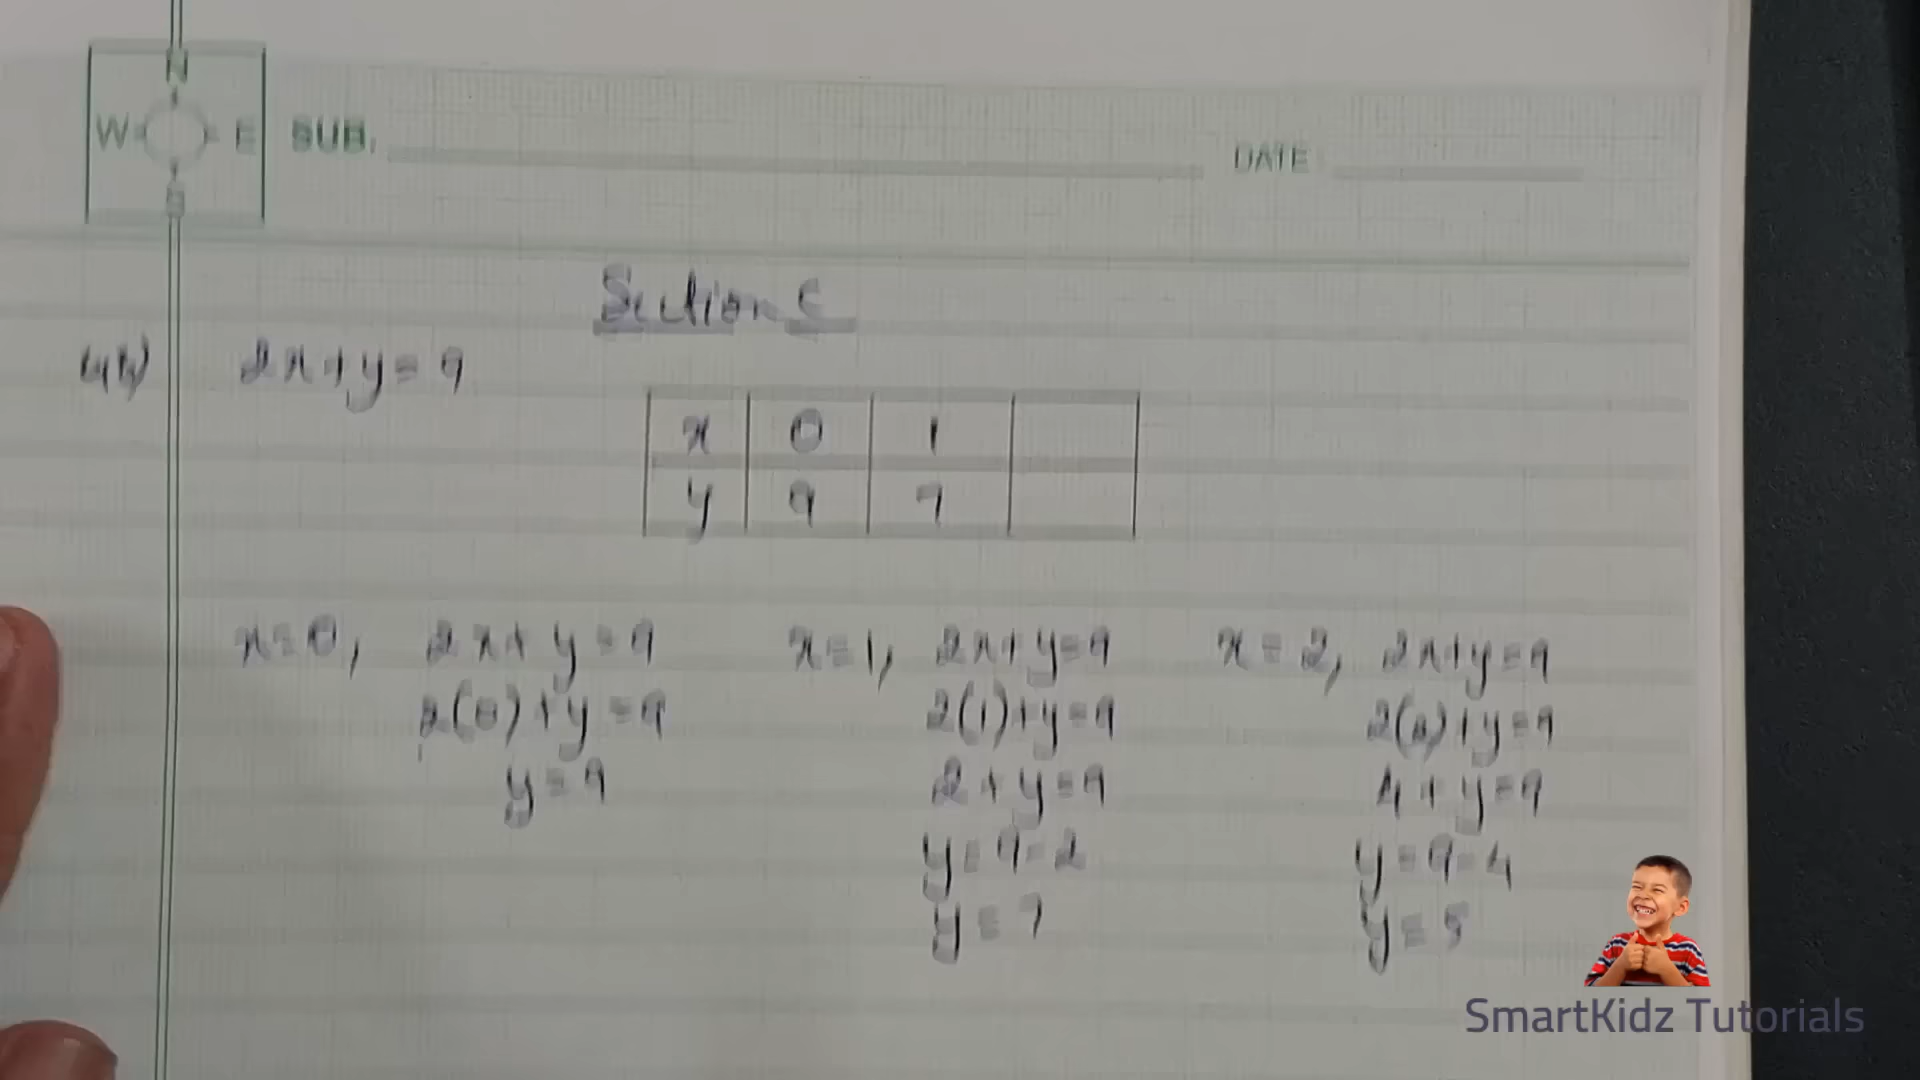 N
W E SUB.
S
DATE
Section C
2x+y=9
x 0 1
y 9 7
x=0, 2x+y=9 x=1, 2x+y=9 x=2, 2x+y=9
2(0)+y=9 2(1)+y=9 2(2)+y=9
y=9 2+y=9 4+y=9
y=9-2 y=9-4
y=7 y=5
SmartKidz Tutorials